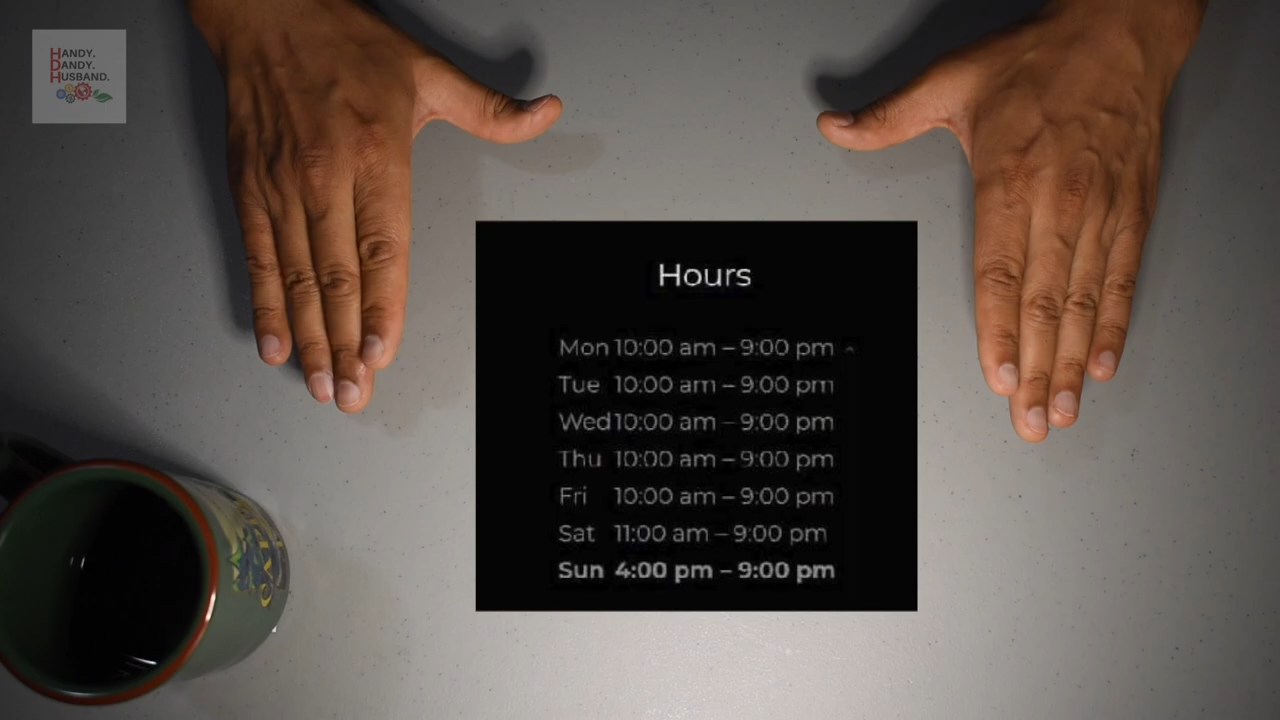 HANDY.
DANDY.
HUSBAND.
Hours
Mon 10:00 am – 9:00 pm
Tue 10:00 am – 9:00 pm
Wed 10:00 am – 9:00 pm
Thu 10:00 am – 9:00 pm
Fri 10:00 am – 9:00 pm
Sat 11:00 am – 9:00 pm
Sun 4:00 pm – 9:00 pm